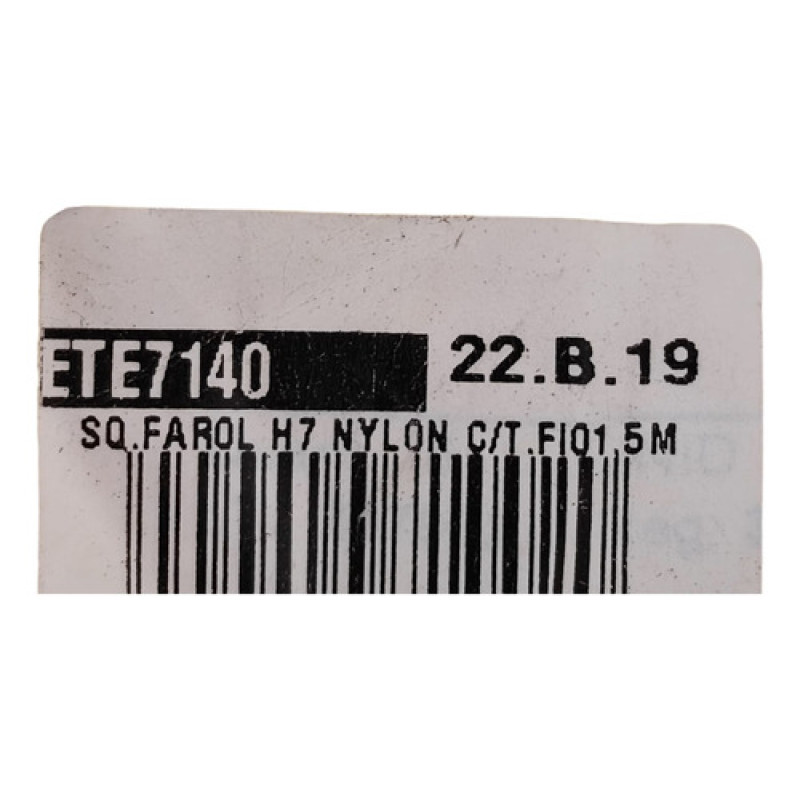 ETE7140 22.B.19
SQ.FAROL H7 NYLON C/T.FIO1,5M